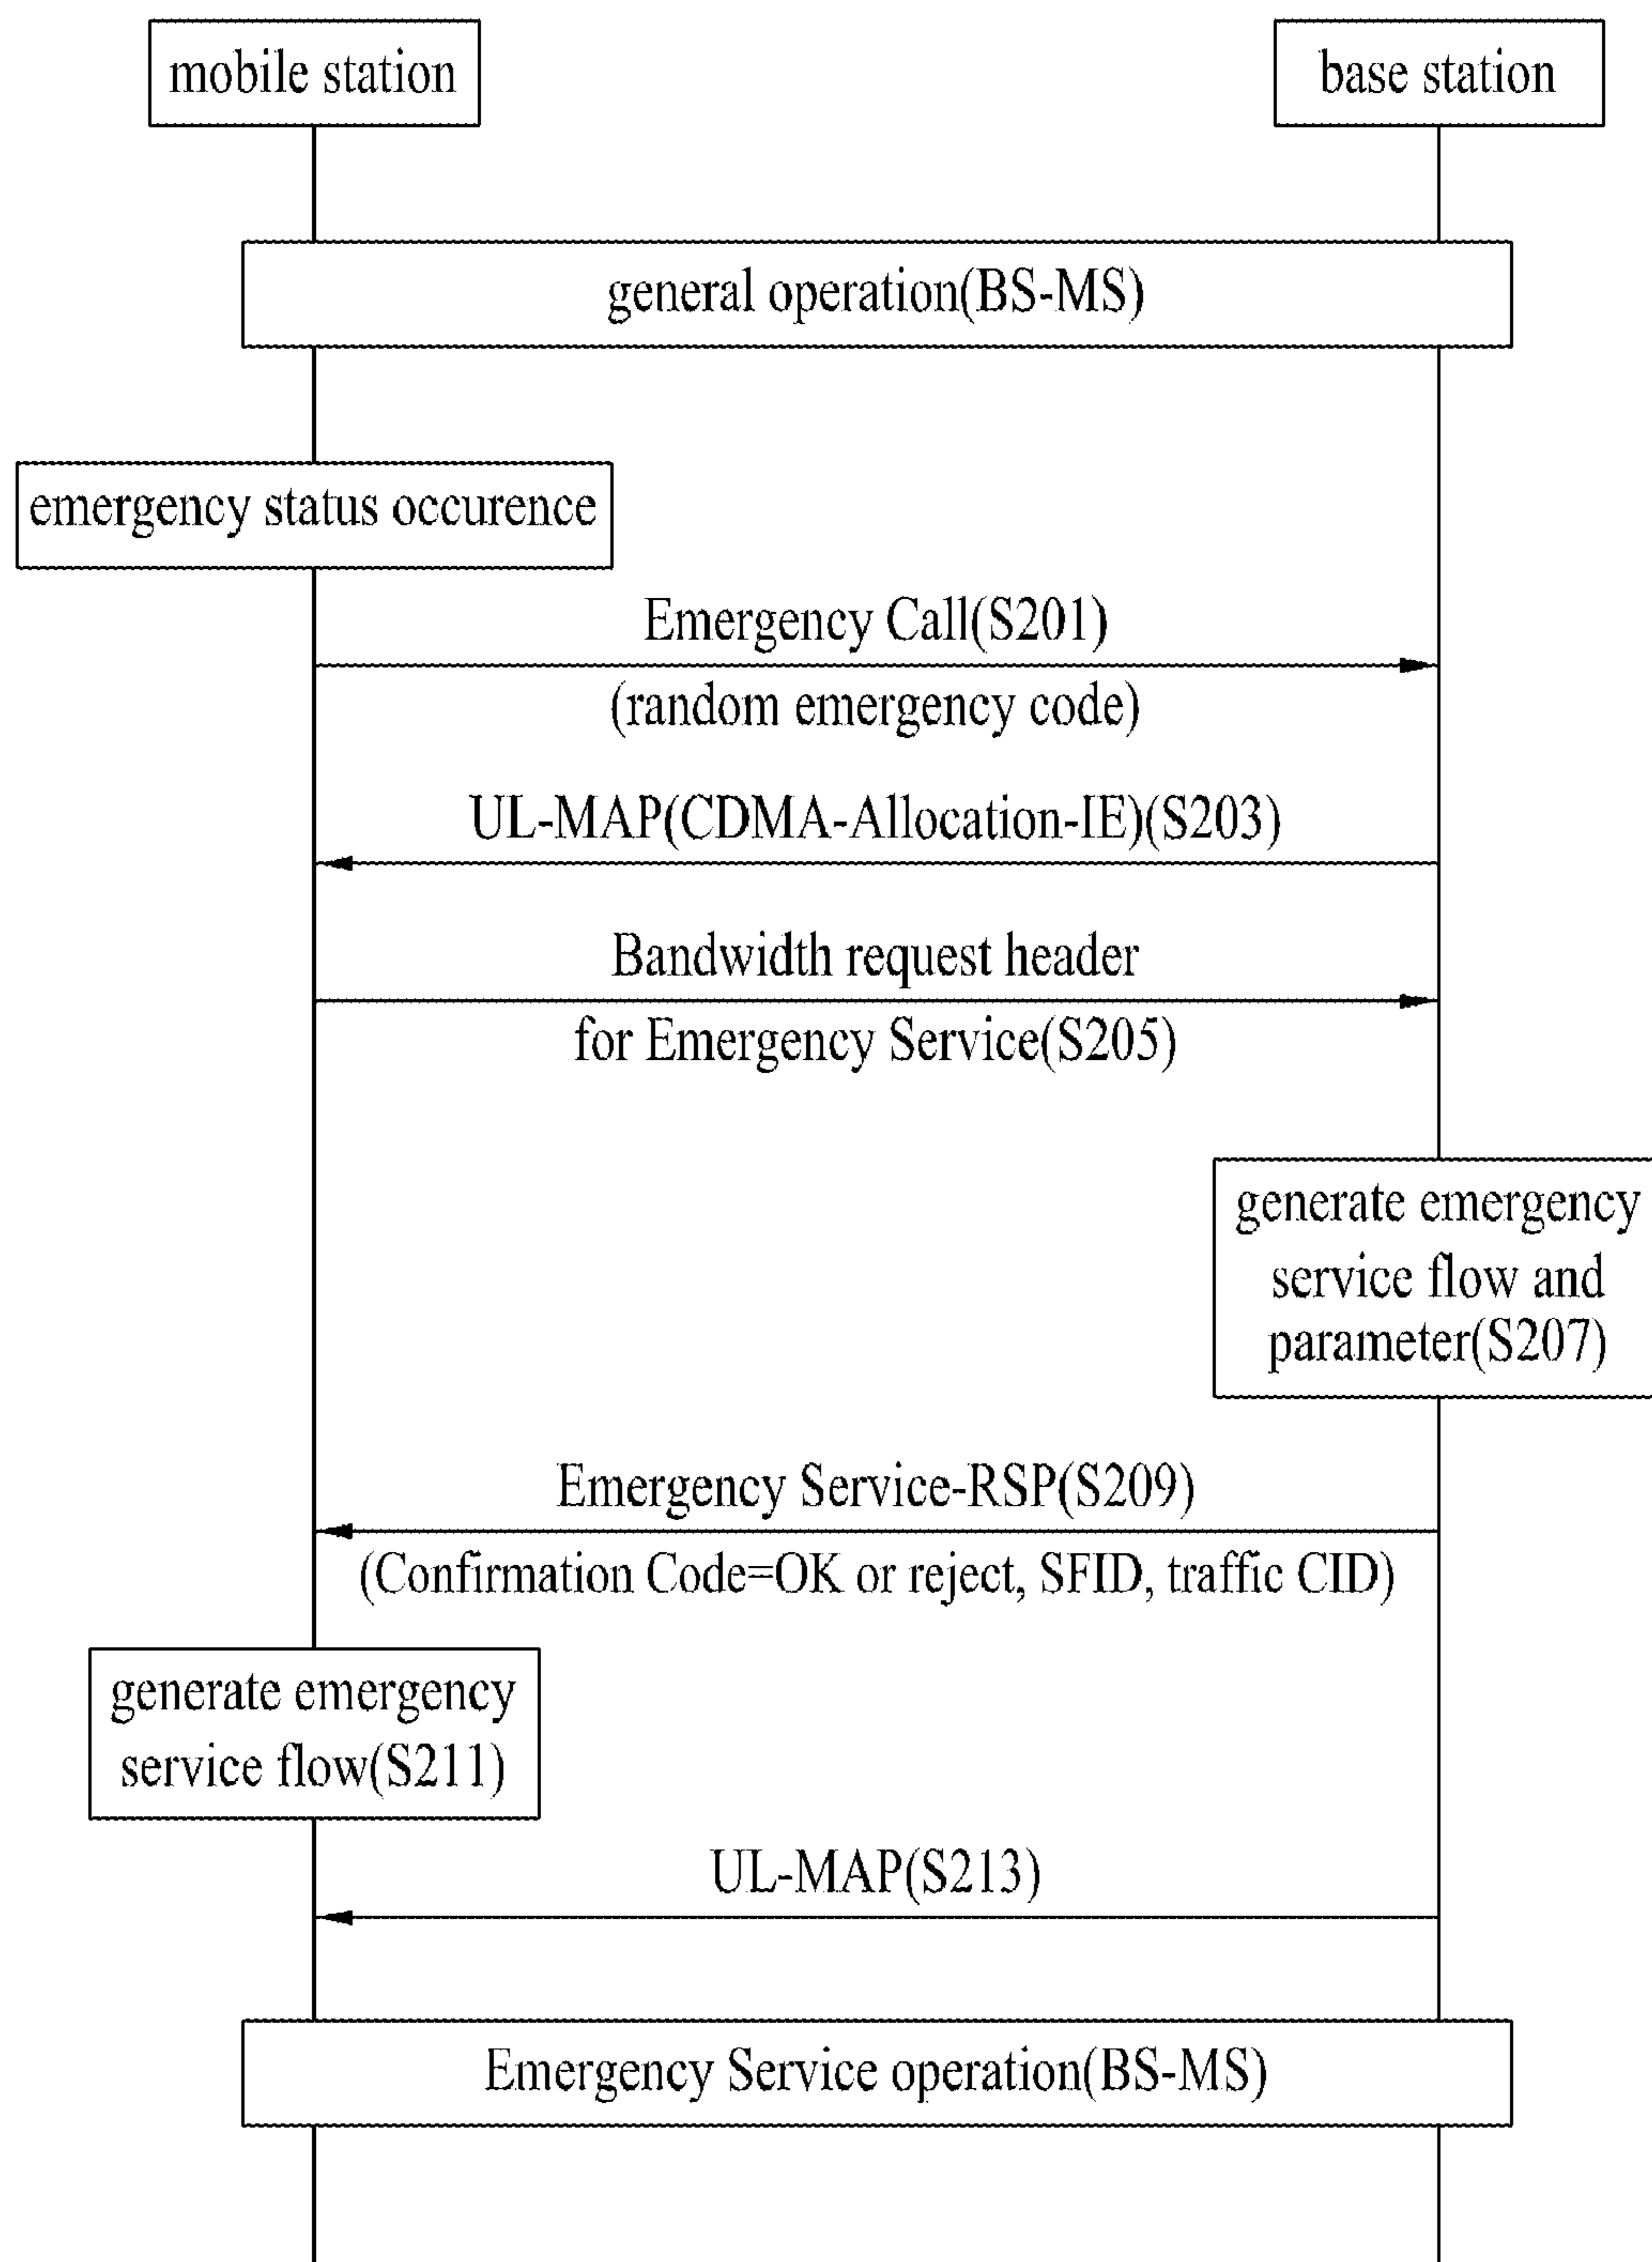 mobile station
base station
general operation(BS-MS)
emergency status occurence
Emergency Call(S201)
(random emergency code)
UL-MAP(CDMA-Allocation-IE)(S203)
Bandwidth request header
for Emergency Service(S205)
generate emergency
service flow and
parameter(S207)
Emergency Service-RSP(S209)
(Confirmation Code=OK or reject, SFID, traffic CID)
generate emergency
service flow(S211)
UL-MAP(S213)
Emergency Service operation(BS-MS)